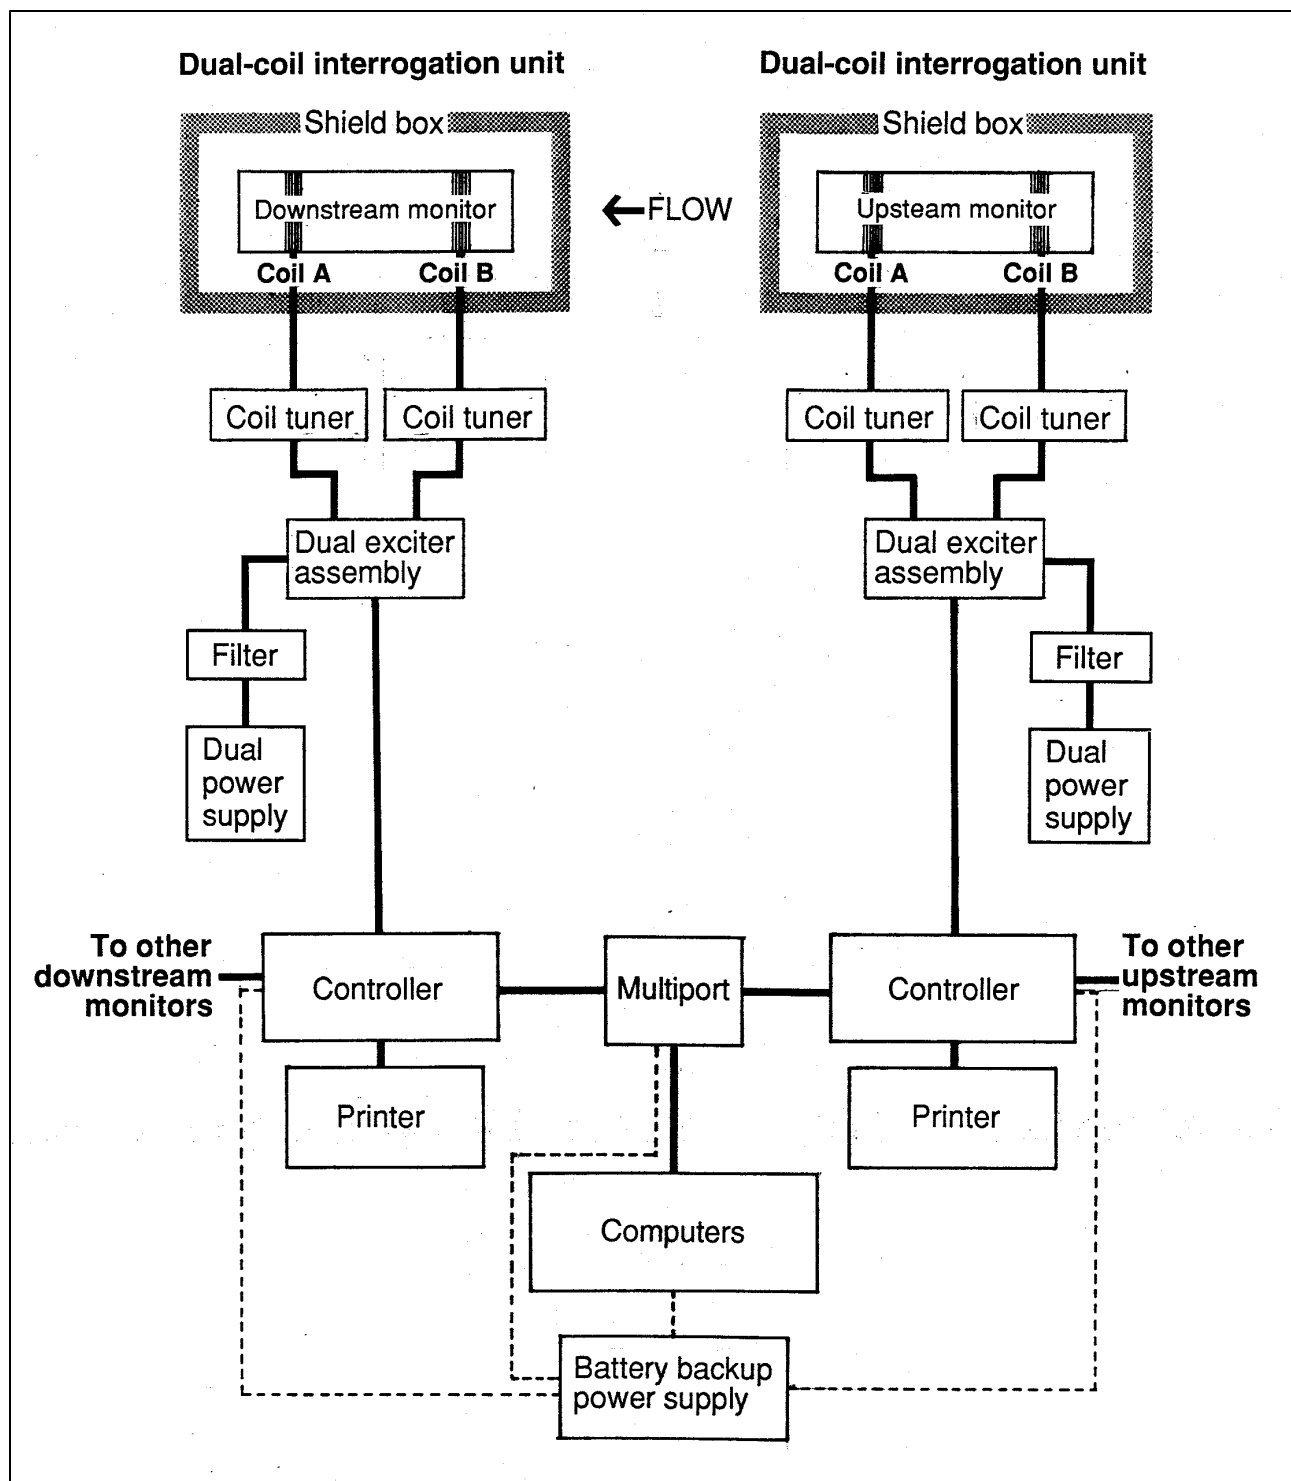 Dual-coil interrogation unit
Dual-coil interrogation unit
Shield box
Shield box
Downstream monitor
FLOW
Upsteam monitor
Coil A
Coil B
Coil A
Coil B
Coil tuner
Coil tuner
Coil tuner
Coil tuner
Dual exciter
assembly
Dual exciter
assembly
Filter
Filter
Dual
power
supply
Dual
power
supply
To other
downstream
monitors
Controller
Multiport
Controller
To other
upstream
monitors
Printer
Printer
Computers
Battery backup
power supply